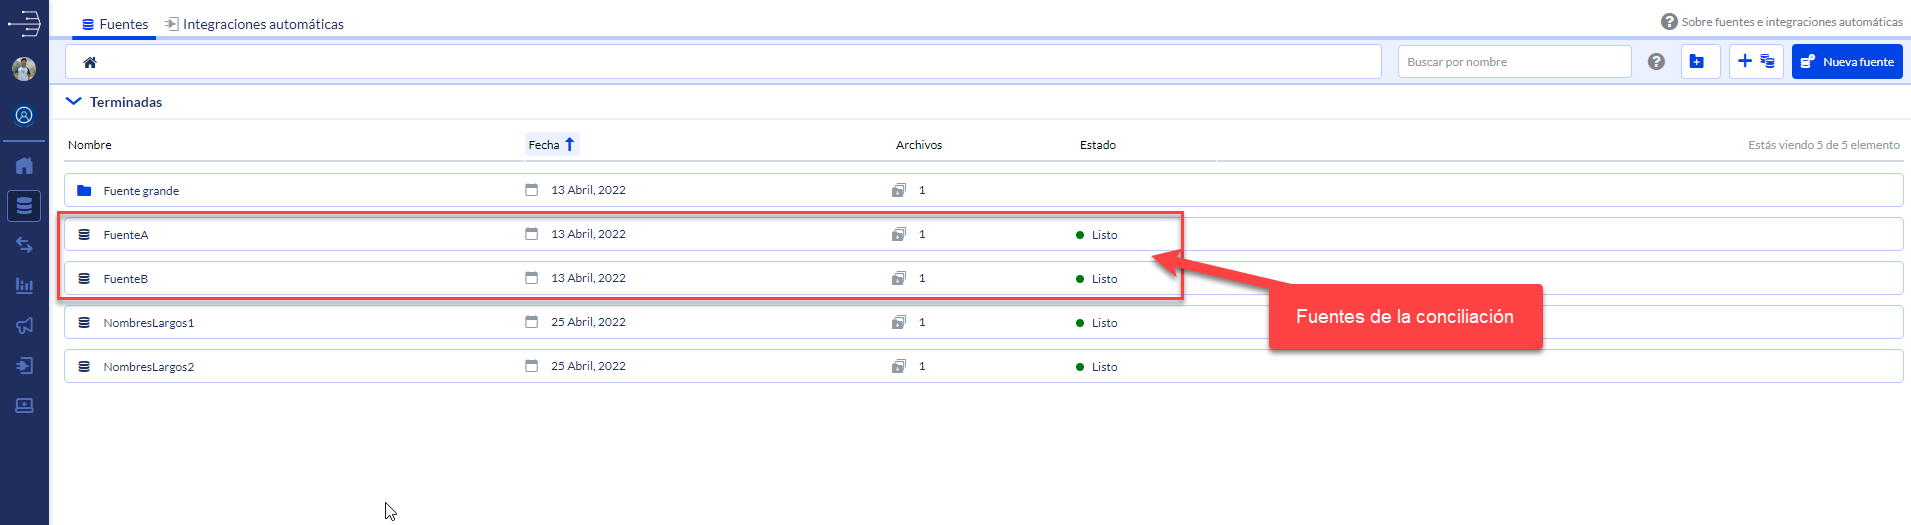 Fuentes Integraciones automáticas Sobre fuentes e integraciones automáticas
Buscar por nombre Nueva fuente
Terminadas
Nombre Fecha Archivos Estado Estás viendo 5 de 5 elemento
Fuente grande 13 Abril, 2022 1
FuenteA 13 Abril, 2022 1 Listo
FuenteB 13 Abril, 2022 1 Listo
Fuentes de la conciliación
NombresLargos1 25 Abril, 2022 1 Listo
NombresLargos2 25 Abril, 2022 1 Listo